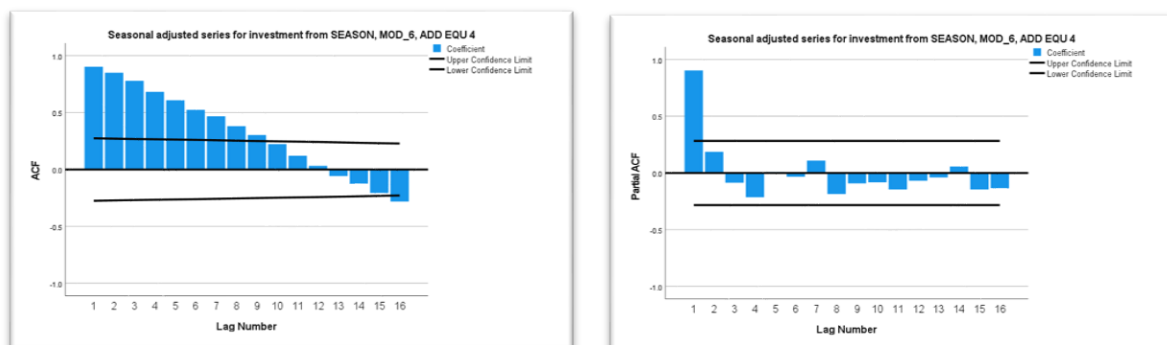 Seasonal adjusted series for investment from SEASON, MOD_6, ADD EQU 4
Coefficient
Upper Confidence Limit
Lower Confidence Limit
1.0
0.5
0.0
-0.5
-1.0
ACF
1 2 3 4 5 6 7 8 9 10 11 12 13 14 15 16
Lag Number
Seasonal adjusted series for investment from SEASON, MOD_6, ADD EQU 4
Coefficient
Upper Confidence Limit
Lower Confidence Limit
1.0
0.5
0.0
-0.5
-1.0
Partial ACF
1 2 3 4 5 6 7 8 9 10 11 12 13 14 15 16
Lag Number